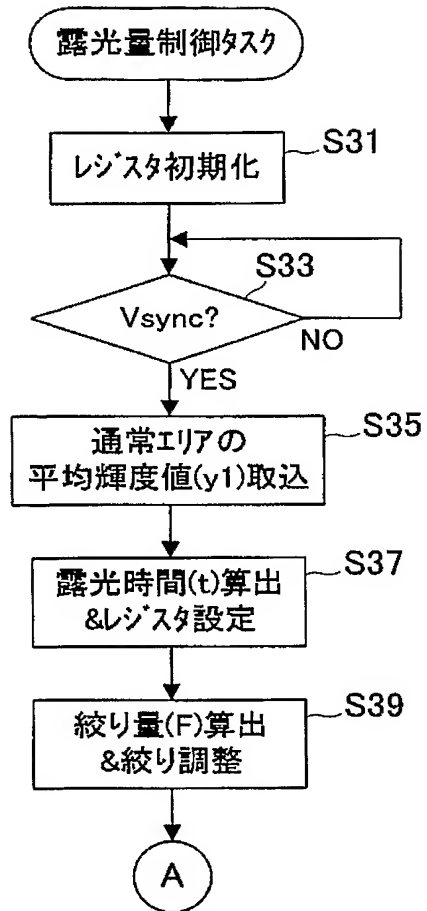 露光量制御タスク
レジスタ初期化
S31
Vsync?
S33
NO
YES
通常エリアの
平均輝度値(y1)取込
S35
露光時間(t)算出
&レジスタ設定
S37
絞り量(F)算出
&絞り調整
S39
A